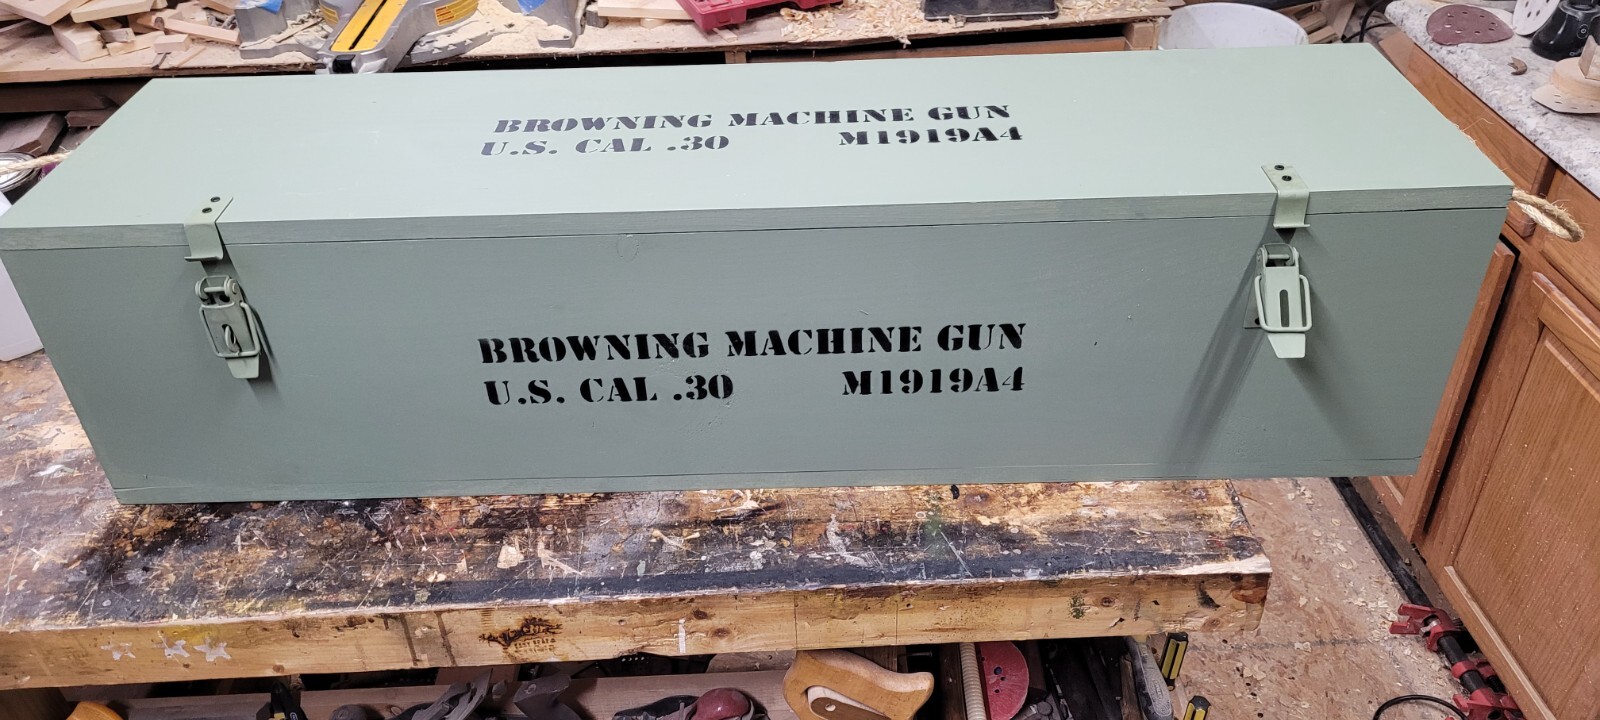 BROWNING MACHINE GUN
U.S. CAL .30 M1919A4
BROWNING MACHINE GUN
U.S. CAL .30 M1919A4